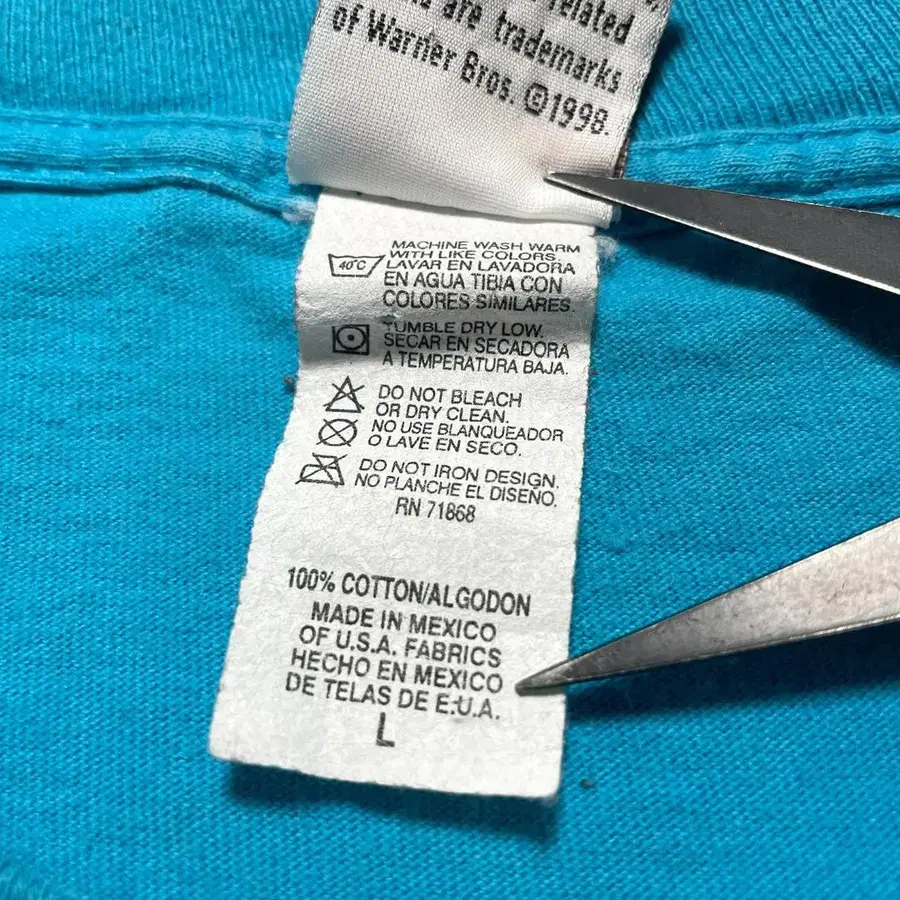 related
are trademarks
of Warner Bros. ©1998.
40°C
MACHINE WASH WARM
WITH LIKE COLORS.
LAVAR EN LAVADORA
EN AGUA TIBIA CON
COLORES SIMILARES.
TUMBLE DRY LOW.
SECAR EN SECADORA
A TEMPERATURA BAJA.
DO NOT BLEACH
OR DRY CLEAN.
NO USE BLANQUEADOR
O LAVE EN SECO.
DO NOT IRON DESIGN.
NO PLANCHE EL DISEÑO.
RN 71868
100% COTTON/ALGODON
MADE IN MEXICO
OF U.S.A. FABRICS
HECHO EN MEXICO
DE TELAS DE E.U.A.
L